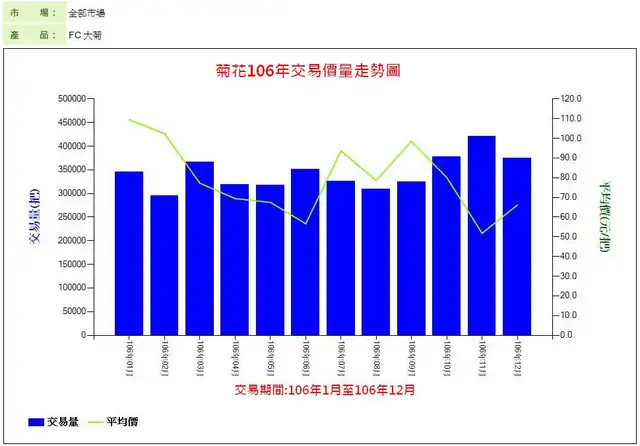 市　　場： 全部市場
產　　品： FC 大菊
菊花106年交易價量走勢圖
500000
450000
400000
350000
300000
250000
200000
150000
100000
50000
0
交易量(把)
120.0
110.0
100.0
90.0
80.0
70.0
60.0
50.0
40.0
30.0
20.0
10.0
0.0
平均價(元/把)
106年01月
106年02月
106年03月
106年04月
106年05月
106年06月
106年07月
106年08月
106年09月
106年10月
106年11月
106年12月
交易期間:106年1月至106年12月
交易量 平均價